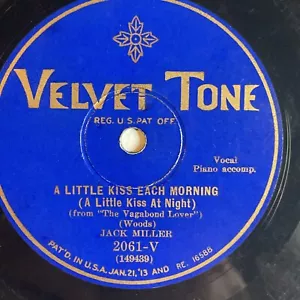 VELVET TONE
REG. U.S. PAT. OFF.
Vocal
Piano accomp.
A LITTLE KISS EACH MORNING
(A Little Kiss At Night)
(from "The Vagabond Lover")
(Woods)
JACK MILLER
2061-V
(149439)
PAT'D. IN U.S.A. JAN. 21, '13 AND RE. 16588